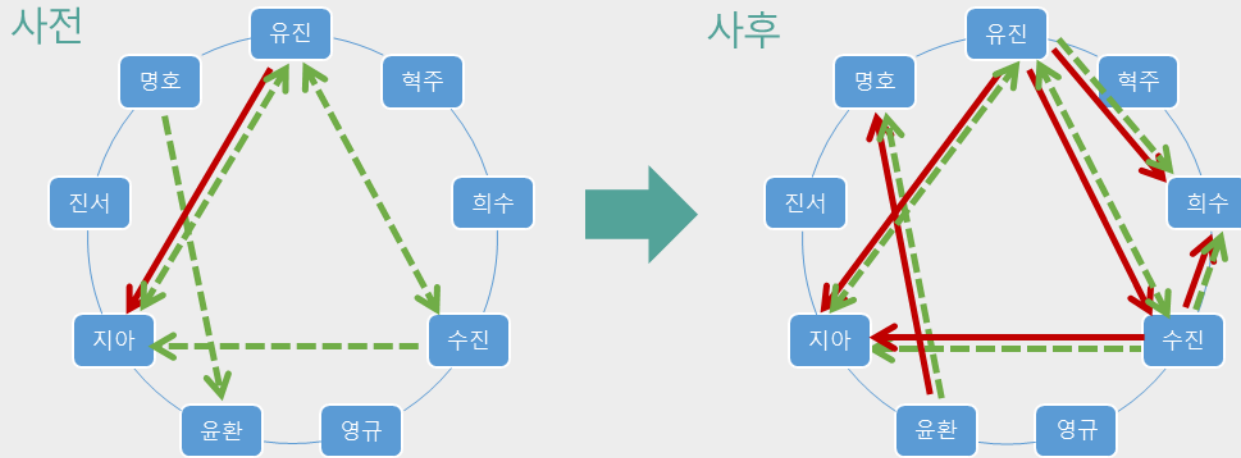 사전
유진
명호
혁주
진서
희수
지아
수진
윤환
영규
사후
유진
명호
혁주
진서
희수
지아
수진
윤환
영규